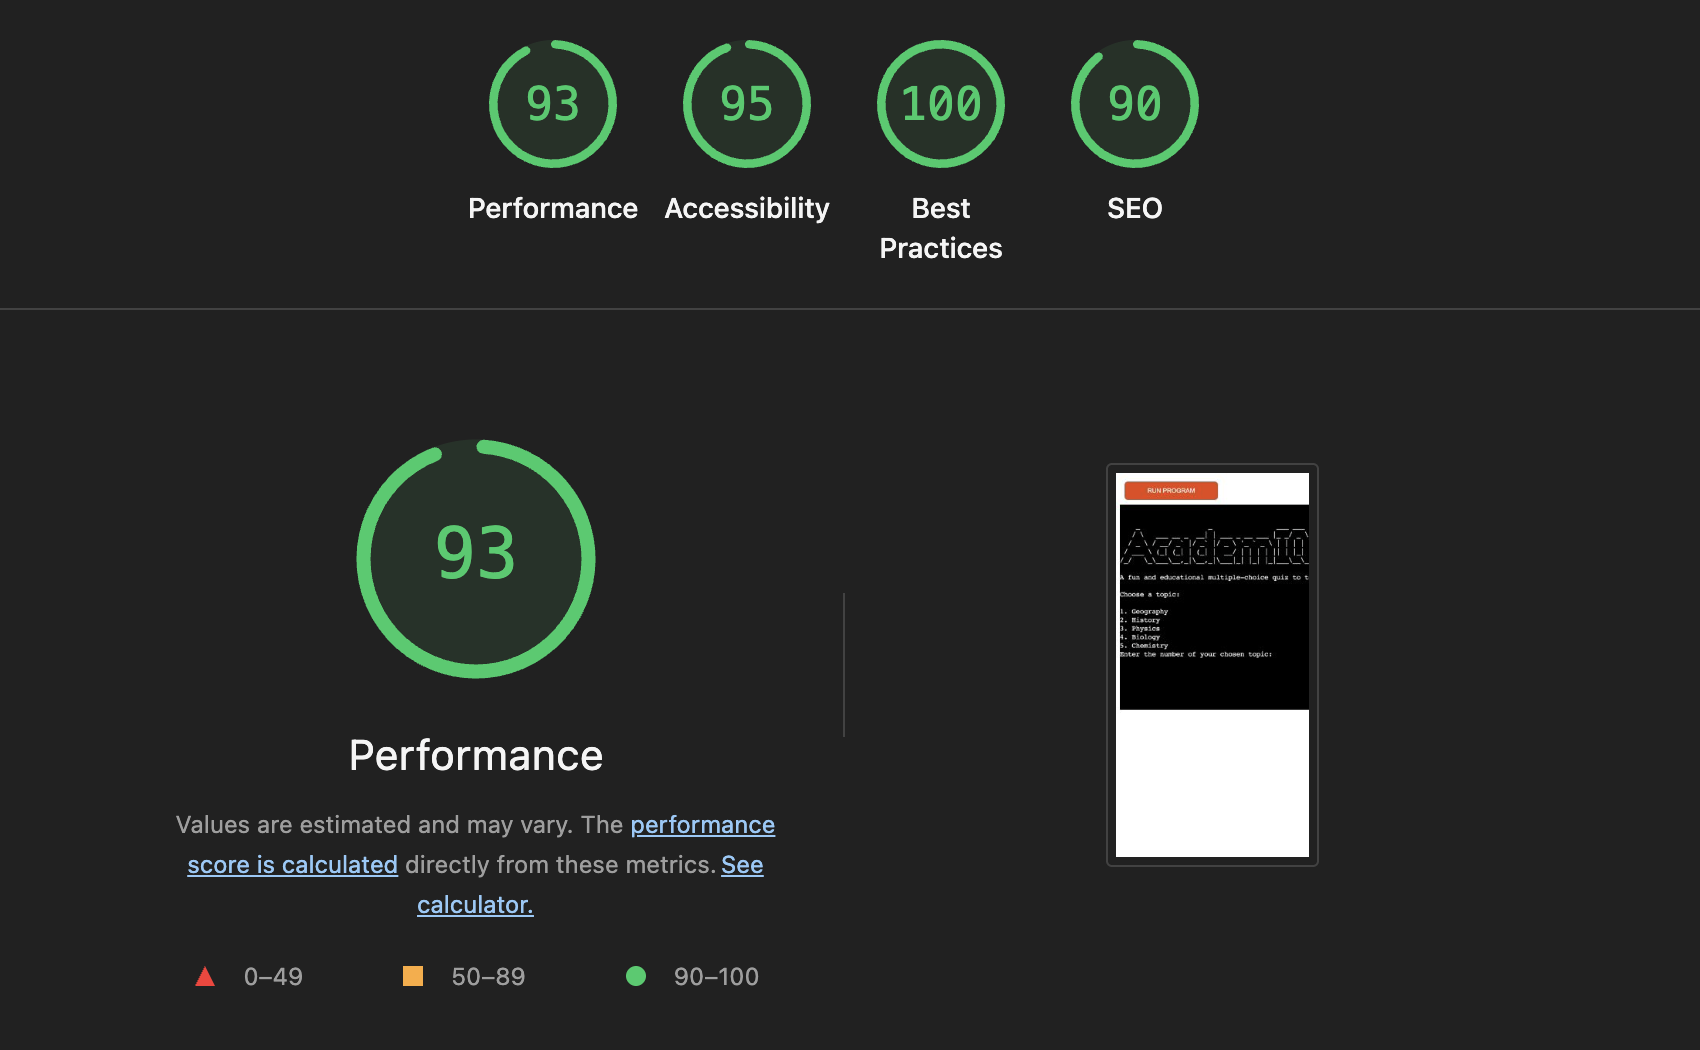 93
95
100
90
Performance
Accessibility
Best
Practices
SEO
93
Performance
Values are estimated and may vary. The performance
score is calculated directly from these metrics. See
calculator.
0–49
50–89
90–100
RUN PROGRAM
A fun and educational multiple-choice quiz to t
Choose a topic:
1. Geography
2. History
3. Physics
4. Biology
5. Chemistry
Enter the number of your chosen topic: